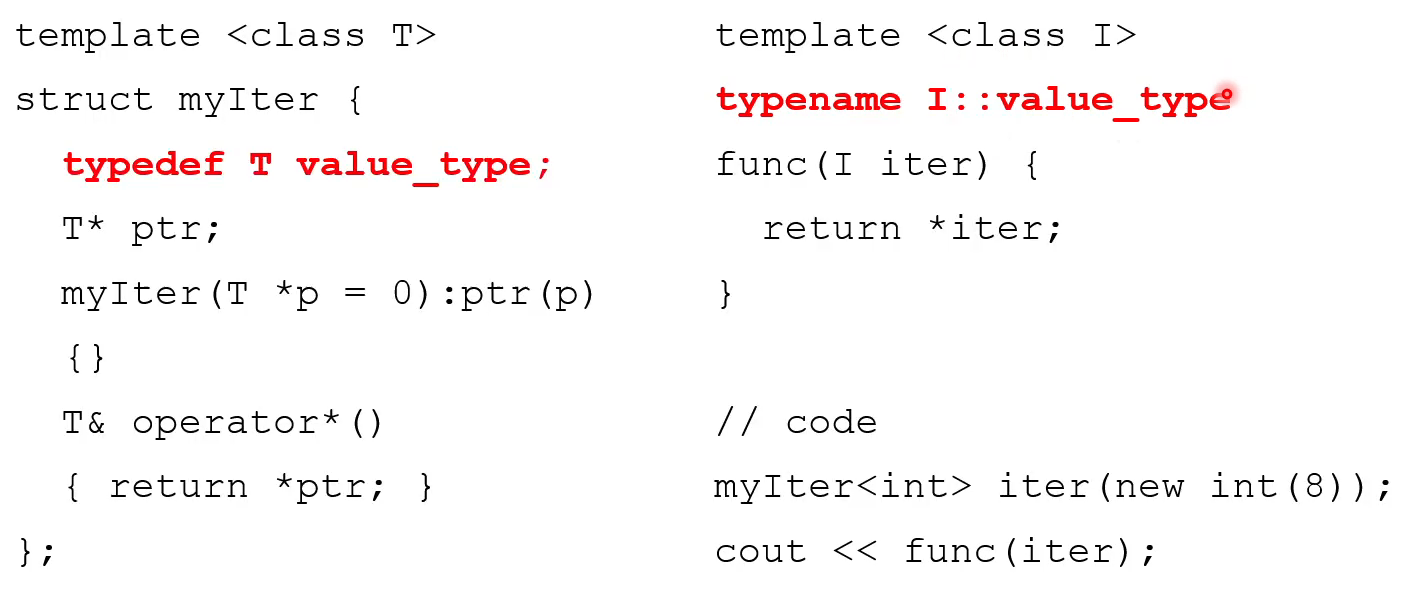 template <class T>
struct myIter {
typedef T value_type;
T* ptr;
myIter(T *p = 0):ptr(p)
{}
T& operator*()
{ return *ptr; }
};
template <class I>
typename I::value_type
func(I iter) {
return *iter;
}
// code
myIter<int> iter(new int(8));
cout << func(iter);